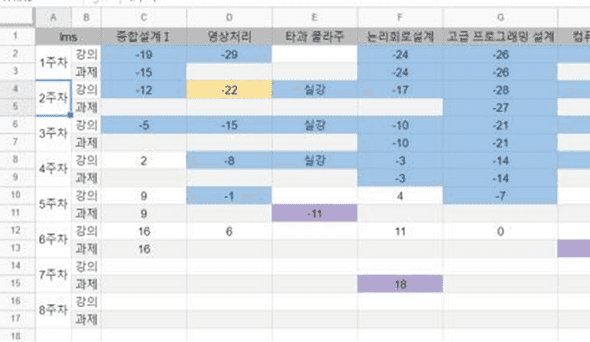 A B C D E F G
1 lms 종합설계 I 영상처리 타과 콜라주 논리회로설계 고급 프로그래밍 설계
2 1주차 강의 -19 -29 -24 -26
3 과제 -15 -24 -26
4 2주차 강의 -12 -22 실강 -17 -28
5 과제 -27
6 3주차 강의 -5 -15 실강 -10 -21
7 과제 -10 -21
8 4주차 강의 2 -8 실강 -3 -14
9 과제 -3 -14
10 5주차 강의 9 -1 4 -7
11 과제 9 -11
12 6주차 강의 16 6 11 0
13 과제 16
14 7주차 강의
15 과제 18
16 8주차 강의
17 과제
18